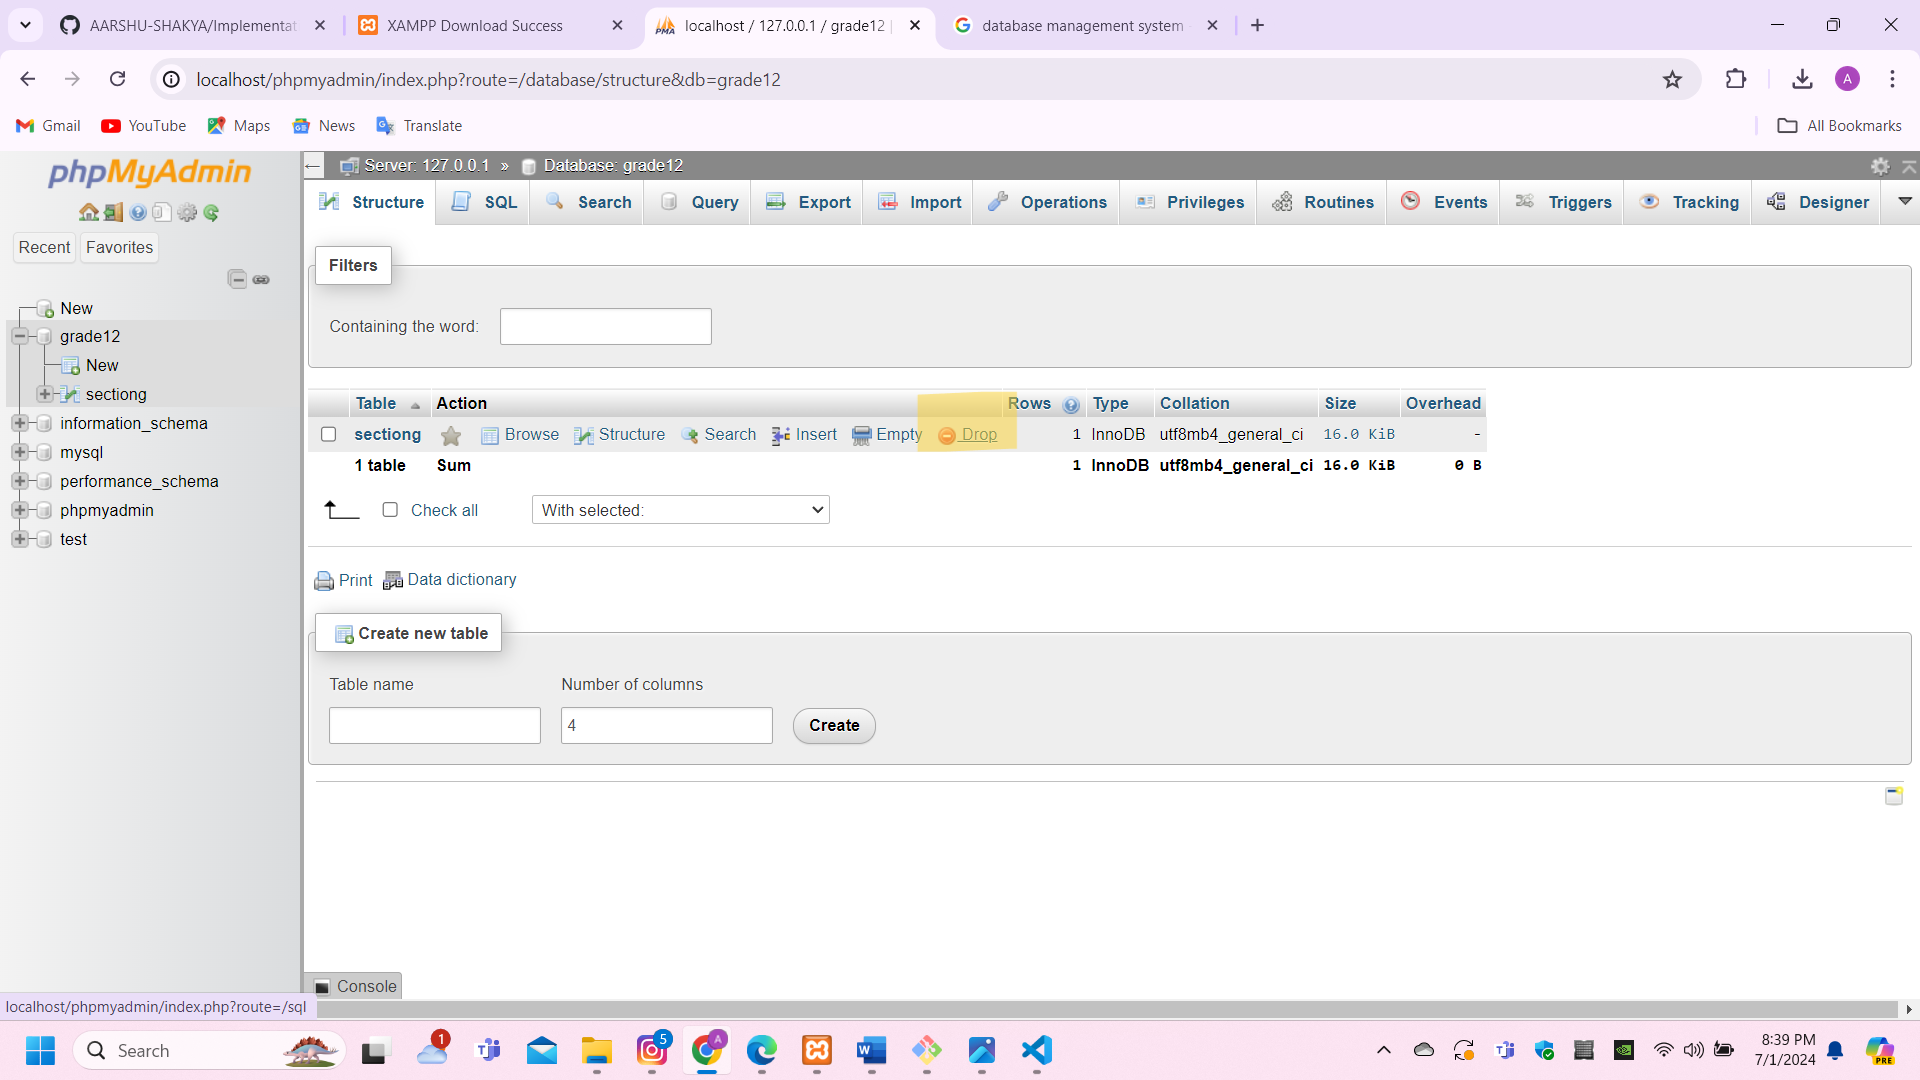 AARSHU-SHAKYA/Implementat
XAMPP Download Success
localhost / 127.0.0.1 / grade12 |
database management system
localhost/phpmyadmin/index.php?route=/database/structure&db=grade12
A
Gmail
YouTube
Maps
News
Translate
All Bookmarks
phpMyAdmin
Recent
Favorites
New
grade12
New
sectiong
information_schema
mysql
performance_schema
phpmyadmin
test
Server: 127.0.0.1 » Database: grade12
Structure
SQL
Search
Query
Export
Import
Operations
Privileges
Routines
Events
Triggers
Tracking
Designer
Filters
Containing the word:
Table Action Rows Type Collation Size Overhead
sectiong Browse Structure Search Insert Empty Drop 1 InnoDB utf8mb4_general_ci 16.0 KiB -
1 table Sum 1 InnoDB utf8mb4_general_ci 16.0 KiB 0 B
Check all With selected:
Print Data dictionary
Create new table
Table name Number of columns
4 Create
Console
localhost/phpmyadmin/index.php?route=/sql
Search
1
5
A
8:39 PM
7/1/2024
PRE